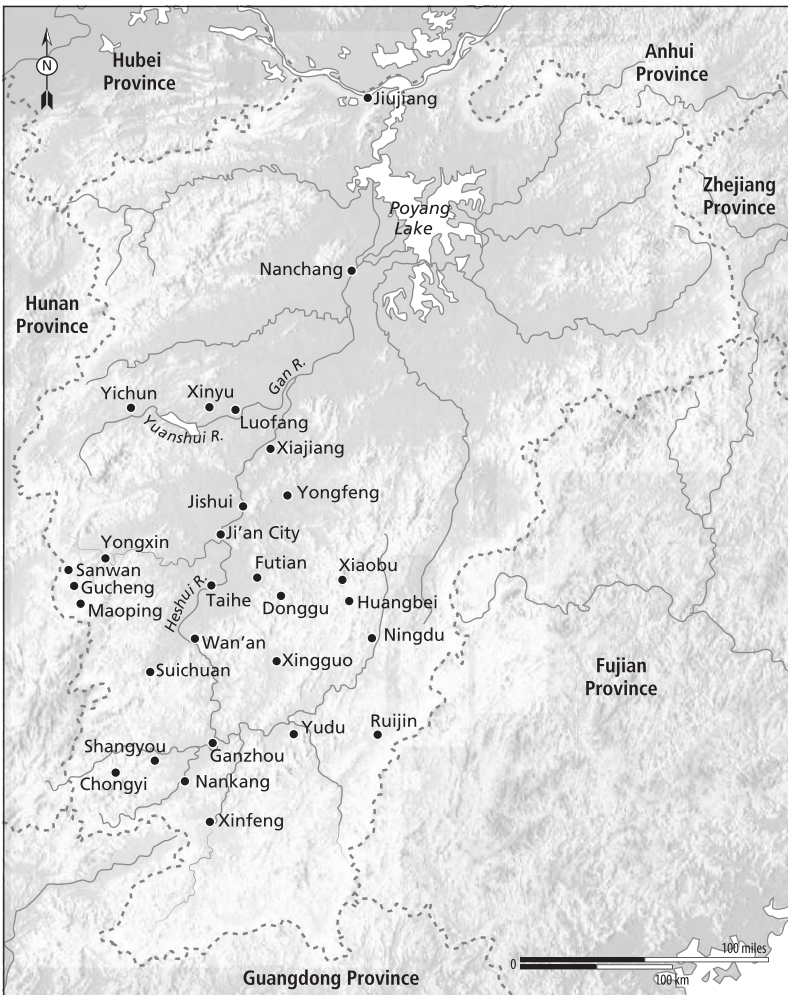 N
Hubei
Province
Anhui
Province
Jiujiang
Zhejiang
Province
Poyang
Lake
Nanchang
Hunan
Province
Gan R.
Yichun
Xinyu
Luofang
Yuanshui R.
Xiajiang
Yongfeng
Jishui
Ji'an City
Yongxin
Sanwan
Gucheng
Maoping
Futian
Xiaobu
Heshui R.
Taihe
Donggu
Huangbei
Wan'an
Ningdu
Xingguo
Suichuan
Fujian
Province
Yudu
Ruijin
Shangyou
Ganzhou
Chongyi
Nankang
Xinfeng
100 miles
0
100 km
Guangdong Province